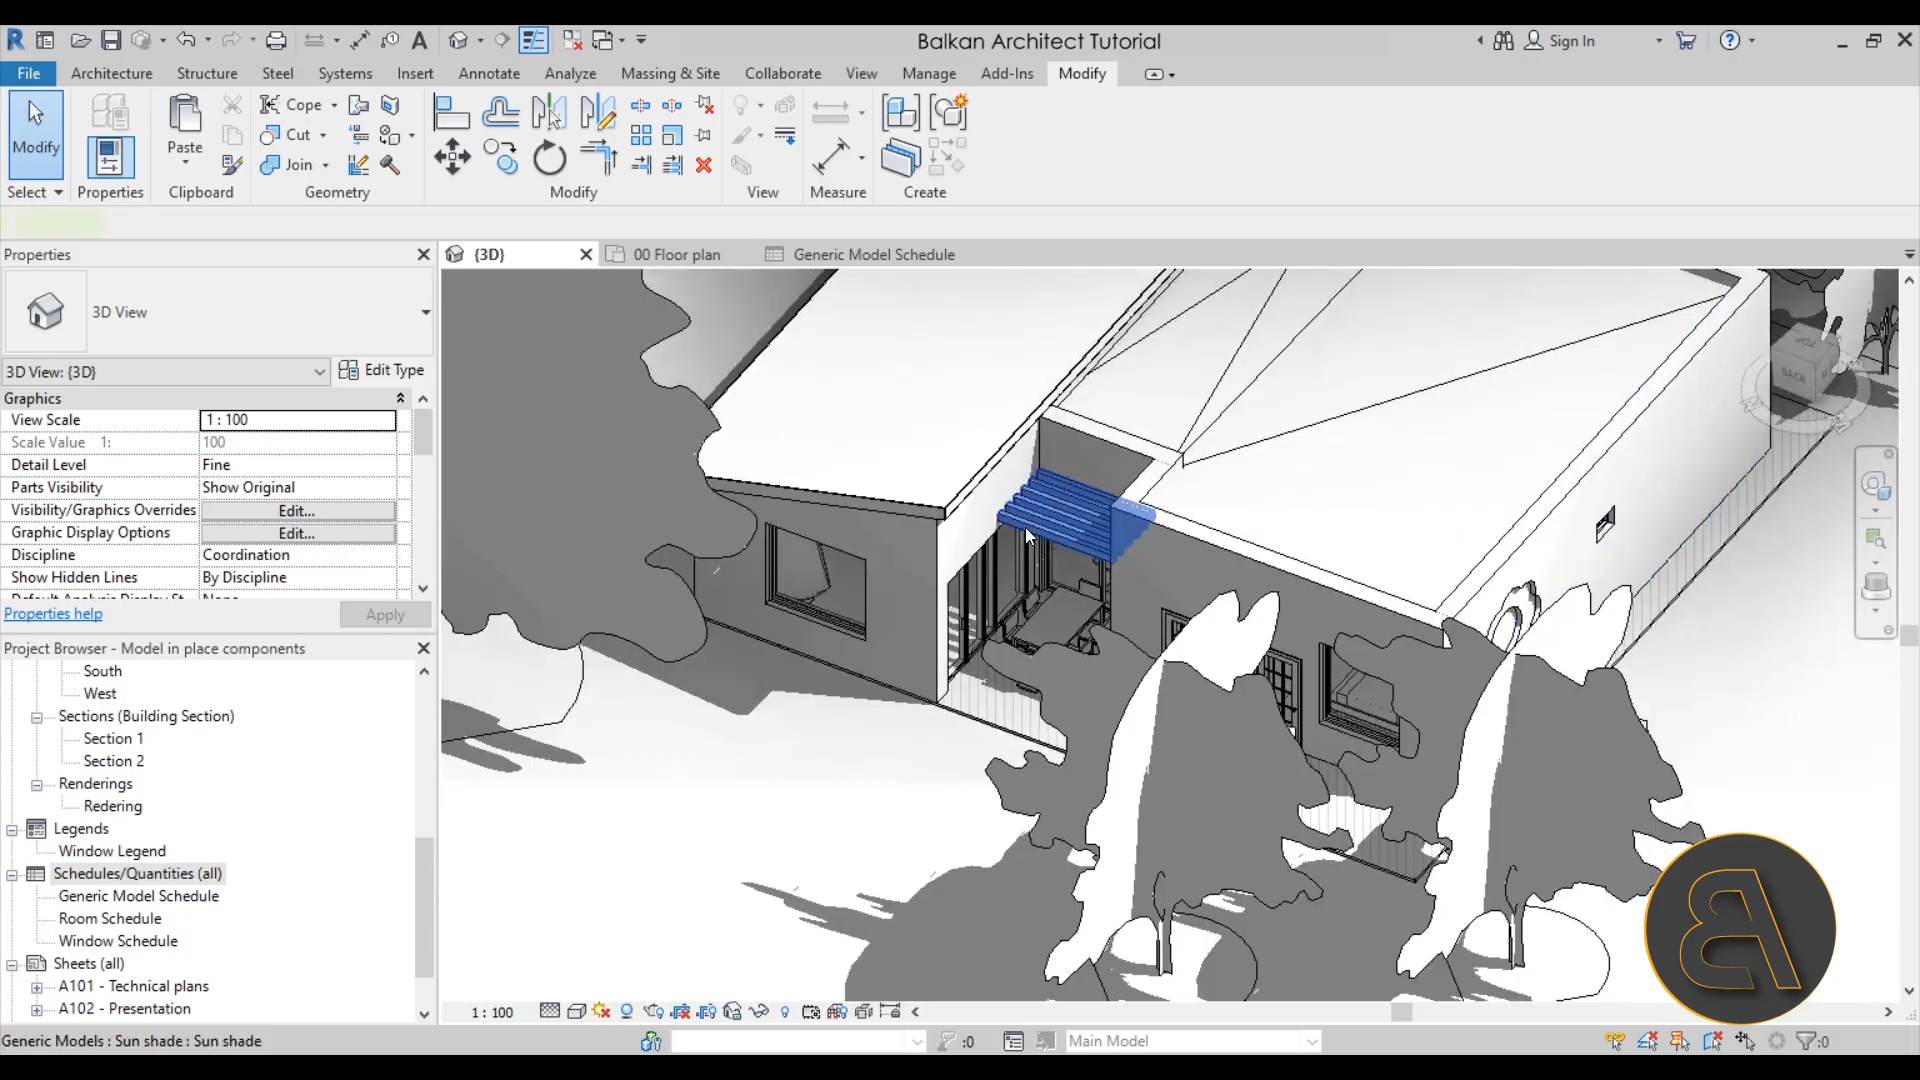 Balkan Architect Tutorial
Sign In
File Architecture Structure Steel Systems Insert Annotate Analyze Massing & Site Collaborate View Manage Add-Ins Modify
Modify
Paste
Cope
Cut
Join
Select Properties Clipboard Geometry Modify View Measure Create
Properties
{3D} 00 Floor plan Generic Model Schedule
3D View
3D View: {3D} Edit Type
Graphics
View Scale 1 : 100
Scale Value 1: 100
Detail Level Fine
Parts Visibility Show Original
Visibility/Graphics Overrides Edit...
Graphic Display Options Edit...
Discipline Coordination
Show Hidden Lines By Discipline
Properties help Apply
TOP
BACK
Project Browser - Model in place components
South
West
Sections (Building Section)
Section 1
Section 2
Renderings
Redering
Legends
Window Legend
Schedules/Quantities (all)
Generic Model Schedule
Room Schedule
Window Schedule
Sheets (all)
A101 - Technical plans
A102 - Presentation
1 : 100
Generic Models : Sun shade : Sun shade
:0
Main Model
:0